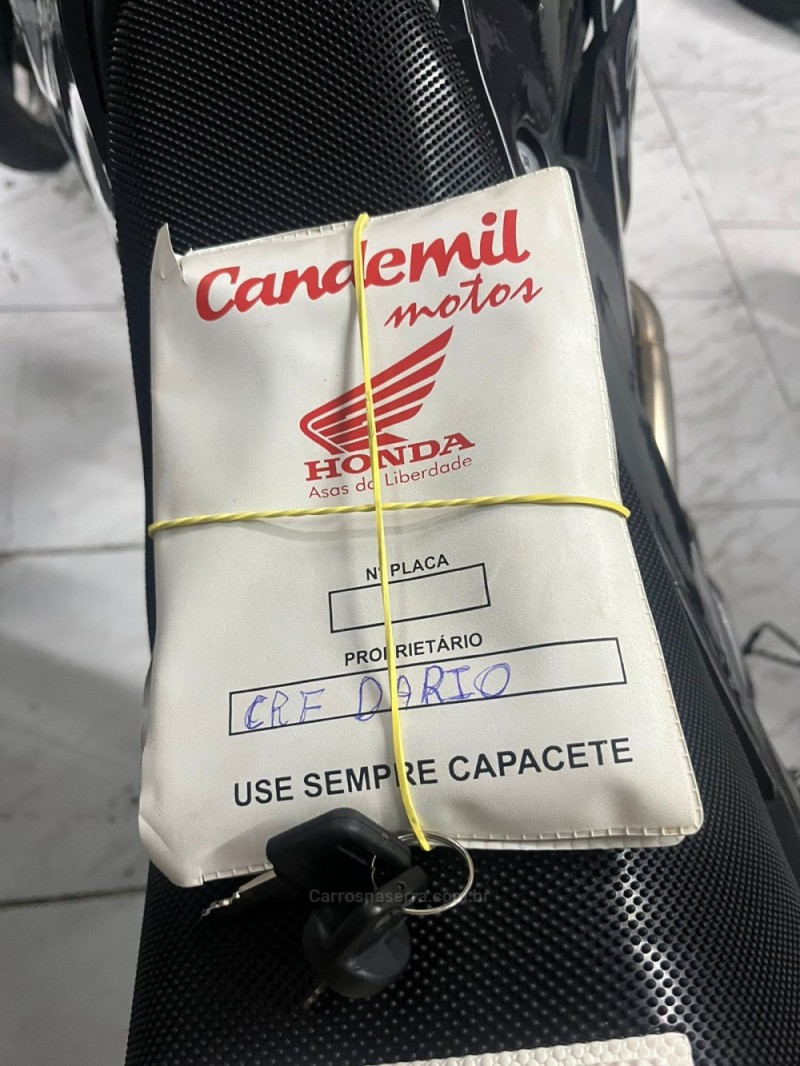 Candemil
motos
HONDA
Asas da Liberdade
Nº PLACA
PROPRIETÁRIO
CRF DARIO
USE SEMPRE CAPACETE
Carrosnaserra.com.br